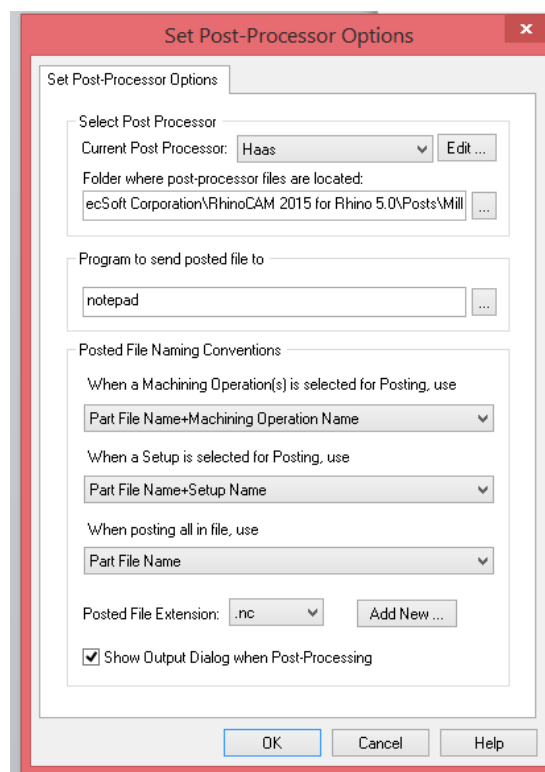 Set Post-Processor Options
x
Set Post-Processor Options
Select Post Processor
Current Post Processor: Haas Edit ...
Folder where post-processor files are located:
ecSoft Corporation\RhinoCAM 2015 for Rhino 5.0\Posts\Mill ...
Program to send posted file to
notepad ...
Posted File Naming Conventions
When a Machining Operation(s) is selected for Posting, use
Part File Name+Machining Operation Name
When a Setup is selected for Posting, use
Part File Name+Setup Name
When posting all in file, use
Part File Name
Posted File Extension: .nc Add New ...
Show Output Dialog when Post-Processing
OK Cancel Help